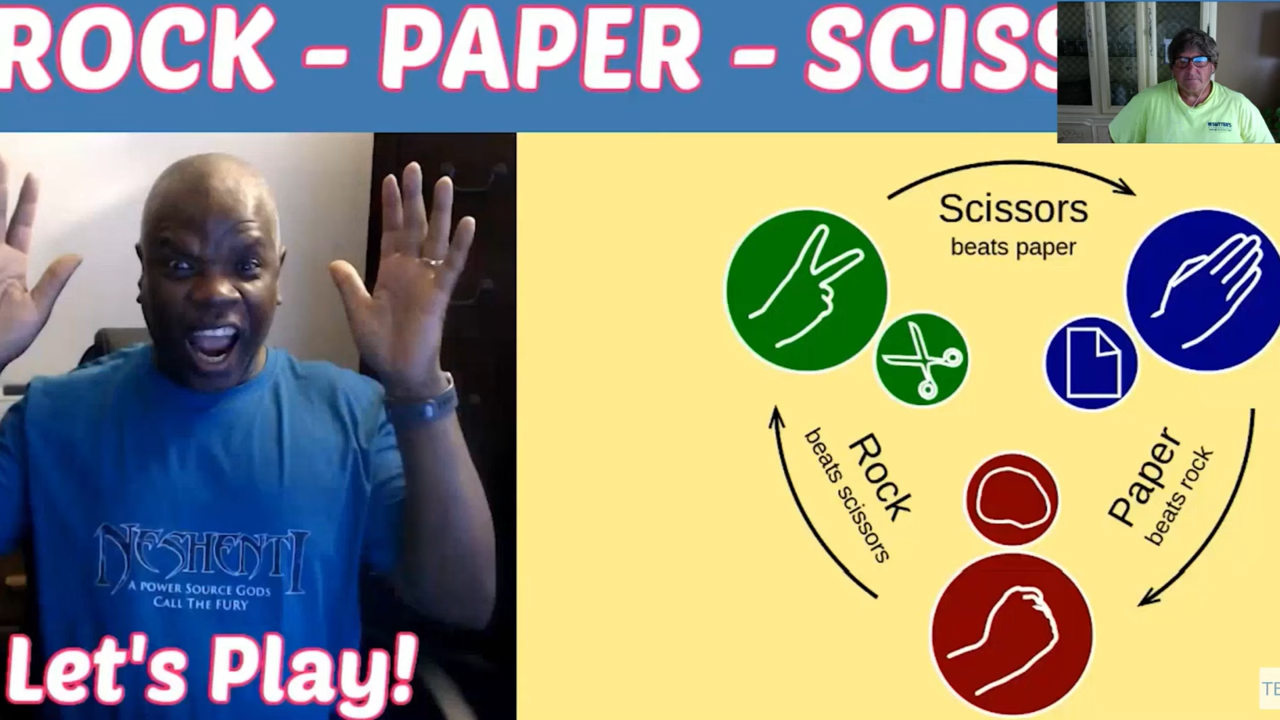 ROCK - PAPER - SCISS
Scissors
beats paper
Rock
beats scissors
Paper
beats rock
NESHENTI
A POWER SOURCE GODS
CALL THE FURY
Let's Play!
TE